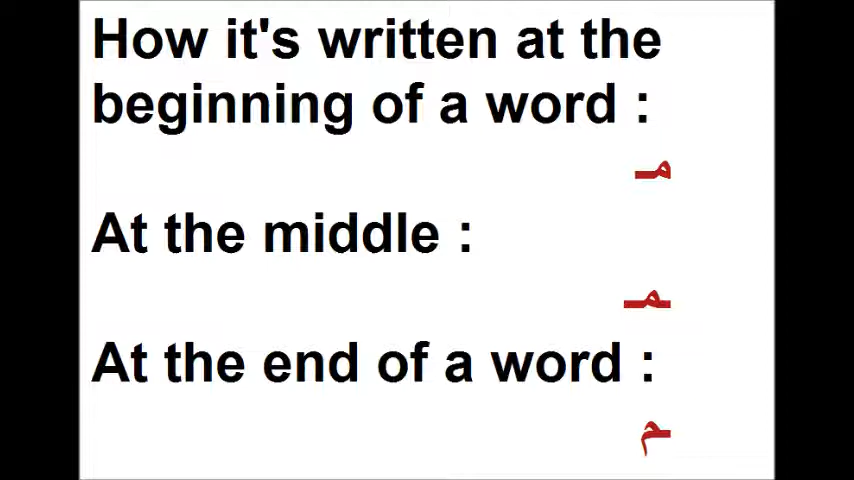 How it's written at the
beginning of a word :
مـ
At the middle :
ـمـ
At the end of a word :
ـم